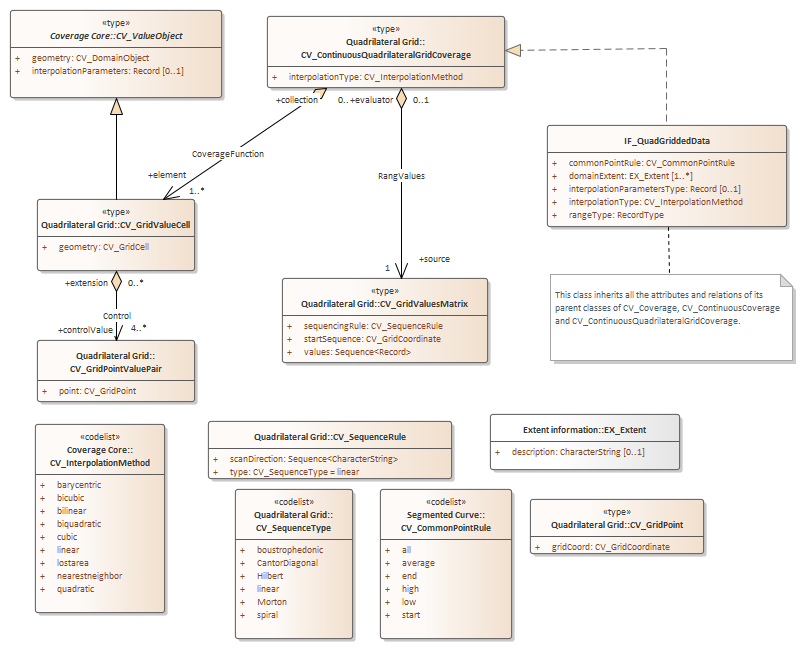 «type»
Coverage Core::CV_ValueObject
+ geometry: CV_DomainObject
+ interpolationParameters: Record [0..1]
«type»
Quadrilateral Grid::
CV_ContinuousQuadrilateralGridCoverage
+ interpolationType: CV_InterpolationMethod
+collection
0..+evaluator
0..1
CoverageFunction
+element
1..*
RangValues
+source
1
IF_QuadGriddedData
+ commonPointRule: CV_CommonPointRule
+ domainExtent: EX_Extent [1..*]
+ interpolationParametersType: Record [0..1]
+ interpolationType: CV_InterpolationMethod
+ rangeType: RecordType
This class inherits all the attributes and relations of its
parent classes of CV_Coverage, CV_ContinuousCoverage
and CV_ContinuousQuadrilateralGridCoverage.
«type»
Quadrilateral Grid::CV_GridValueCell
+ geometry: CV_GridCell
+extension
0..*
Control
+controlValue
4..*
Quadrilateral Grid::
CV_GridPointValuePair
+ point: CV_GridPoint
«type»
Quadrilateral Grid::CV_GridValuesMatrix
+ sequencingRule: CV_SequenceRule
+ startSequence: CV_GridCoordinate
+ values: Sequence<Record>
«codelist»
Coverage Core::
CV_InterpolationMethod
+ barycentric
+ bicubic
+ bilinear
+ biquadratic
+ cubic
+ linear
+ lostarea
+ nearestneighbor
+ quadratic
Quadrilateral Grid::CV_SequenceRule
+ scanDirection: Sequence<CharacterString>
+ type: CV_SequenceType = linear
Extent information::EX_Extent
+ description: CharacterString [0..1]
«codelist»
Quadrilateral Grid::
CV_SequenceType
+ boustrophedonic
+ CantorDiagonal
+ Hilbert
+ linear
+ Morton
+ spiral
«codelist»
Segmented Curve::
CV_CommonPointRule
+ all
+ average
+ end
+ high
+ low
+ start
«type»
Quadrilateral Grid::CV_GridPoint
+ gridCoord: CV_GridCoordinate